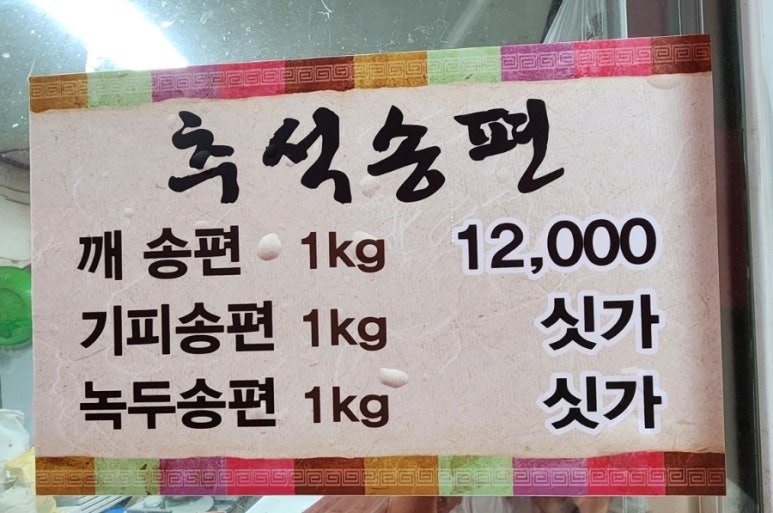 추석송편
깨 송편 1kg 12,000
기피송편 1kg 싯가
녹두송편 1kg 싯가